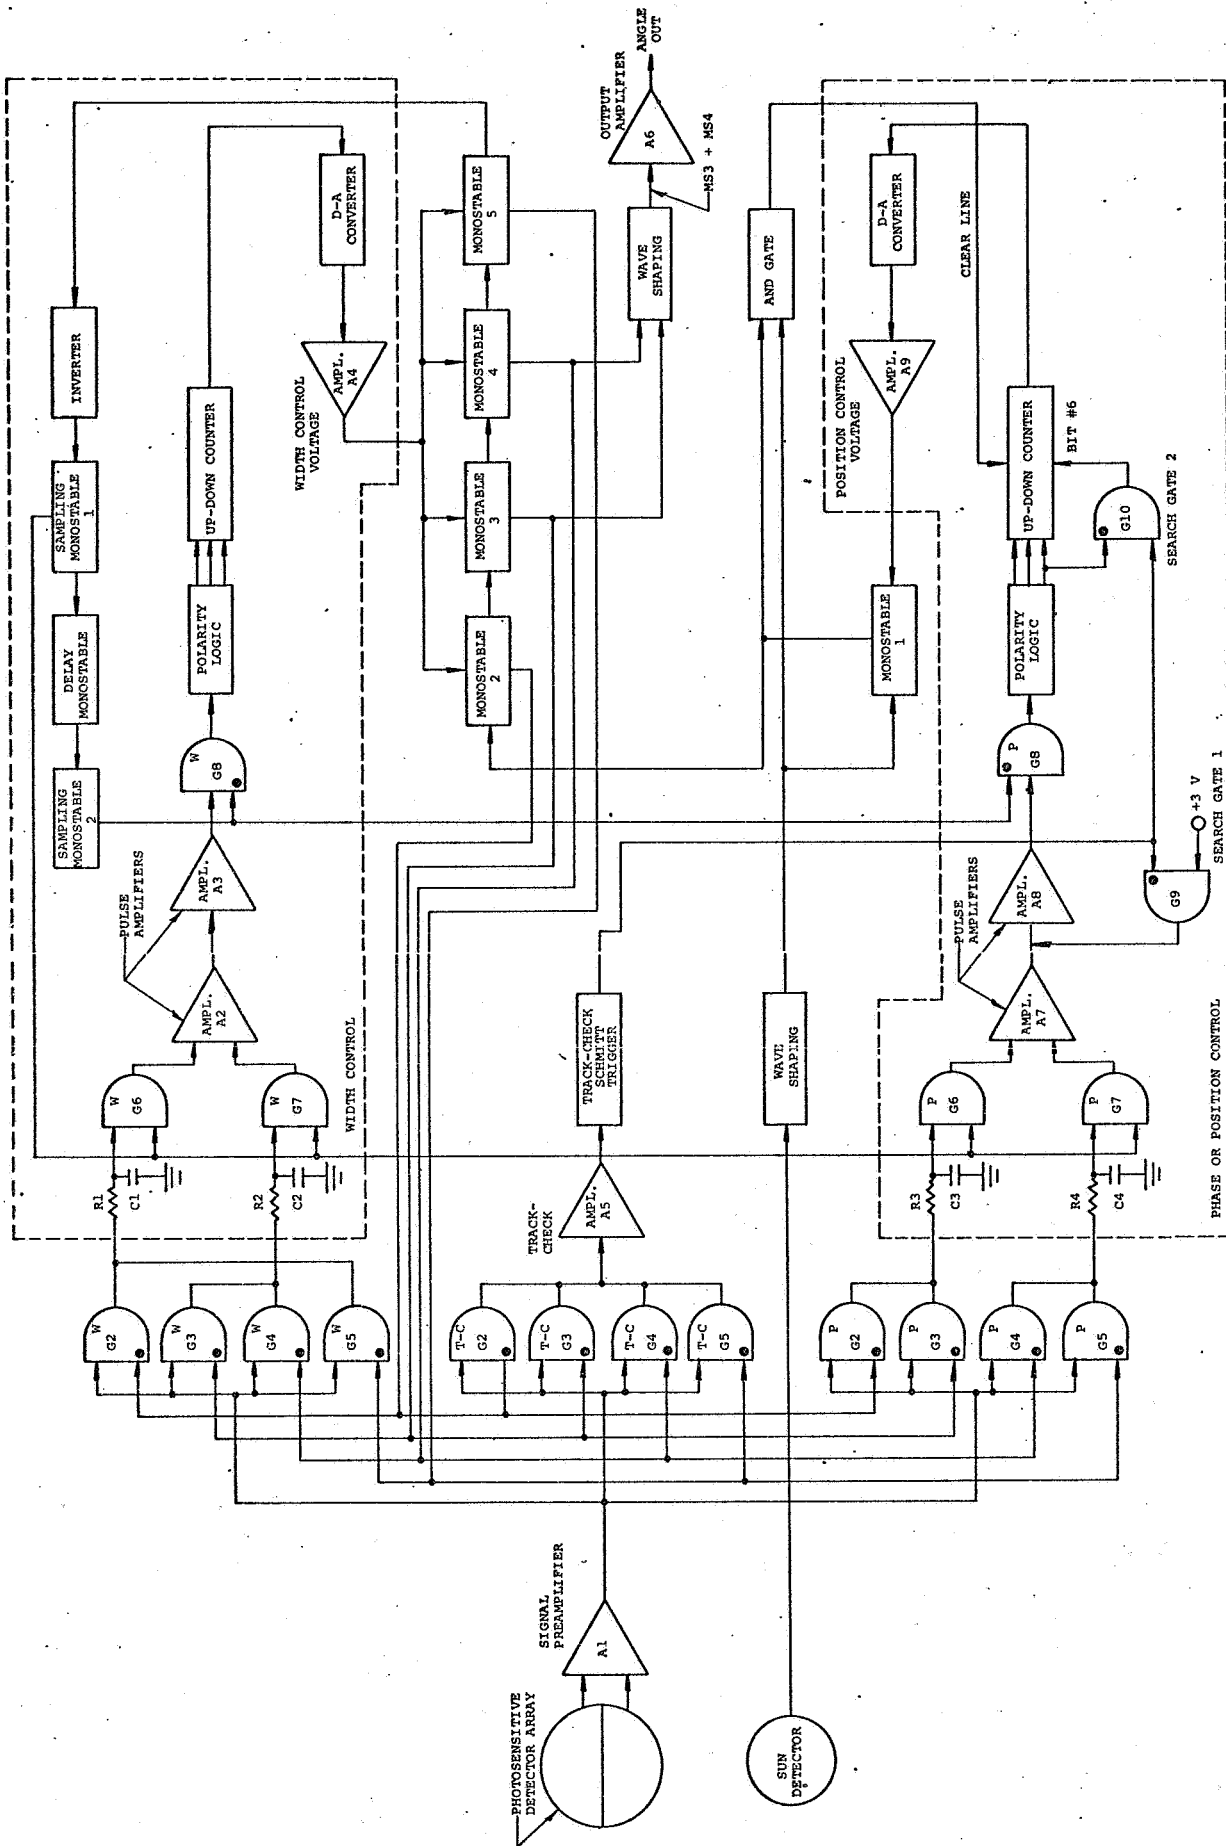 PHOTOSENSITIVE
DETECTOR ARRAY
SIGNAL
PREAMPLIFIER
A1
SUN
DETECTOR
W
G2
W
G3
W
G4
W
G5
T-C
G2
T-C
G3
T-C
G4
T-C
G5
P
G2
P
G3
P
G4
P
G5
R1
C1
R2
C2
W
G6
W
G7
WIDTH CONTROL
AMPL.
A2
PULSE
AMPLIFIERS
AMPL.
A3
W
G8
SAMPLING
MONOSTABLE
2
DELAY
MONOSTABLE
SAMPLING
MONOSTABLE
1
INVERTER
POLARITY
LOGIC
UP-DOWN COUNTER
D-A
CONVERTER
AMPL.
A4
WIDTH CONTROL
VOLTAGE
MONOSTABLE
2
MONOSTABLE
3
MONOSTABLE
4
MONOSTABLE
5
TRACK-
CHECK
AMPL.
A5
TRACK-CHECK
SCHMITT
TRIGGER
WAVE
SHAPING
OUTPUT
AMPLIFIER
A6
ANGLE
OUT
MS3 + MS4
WAVE
SHAPING
AND GATE
R3
C3
R4
C4
P
G6
P
G7
AMPL.
A7
PULSE
AMPLIFIERS
AMPL.
A8
P
G8
POLARITY
LOGIC
UP-DOWN COUNTER
MONOSTABLE
1
POSITION CONTROL
VOLTAGE
AMPL.
A9
D-A
CONVERTER
CLEAR LINE
BIT #6
G10
SEARCH GATE 2
G9
+3 V
SEARCH GATE 1
PHASE OR POSITION CONTROL